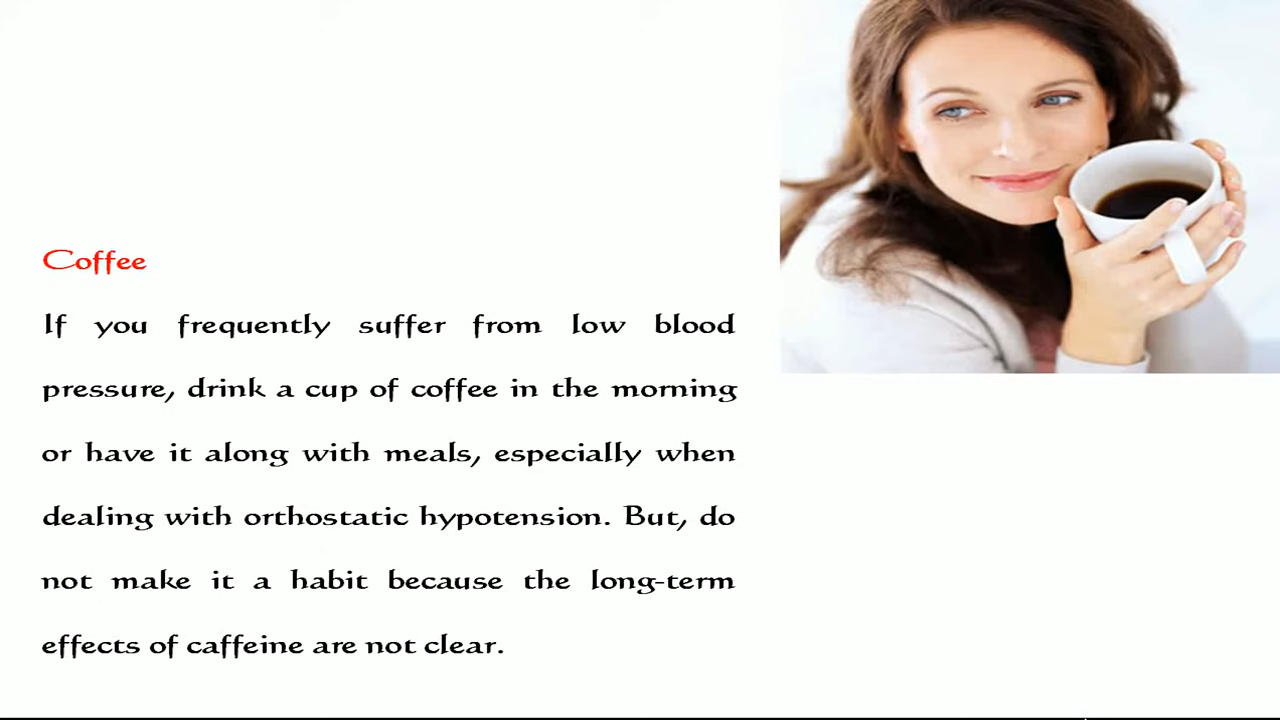 Coffee
If you frequently suffer from low blood
pressure, drink a cup of coffee in the morning
or have it along with meals, especially when
dealing with orthostatic hypotension. But, do
not make it a habit because the long-term
effects of caffeine are not clear.